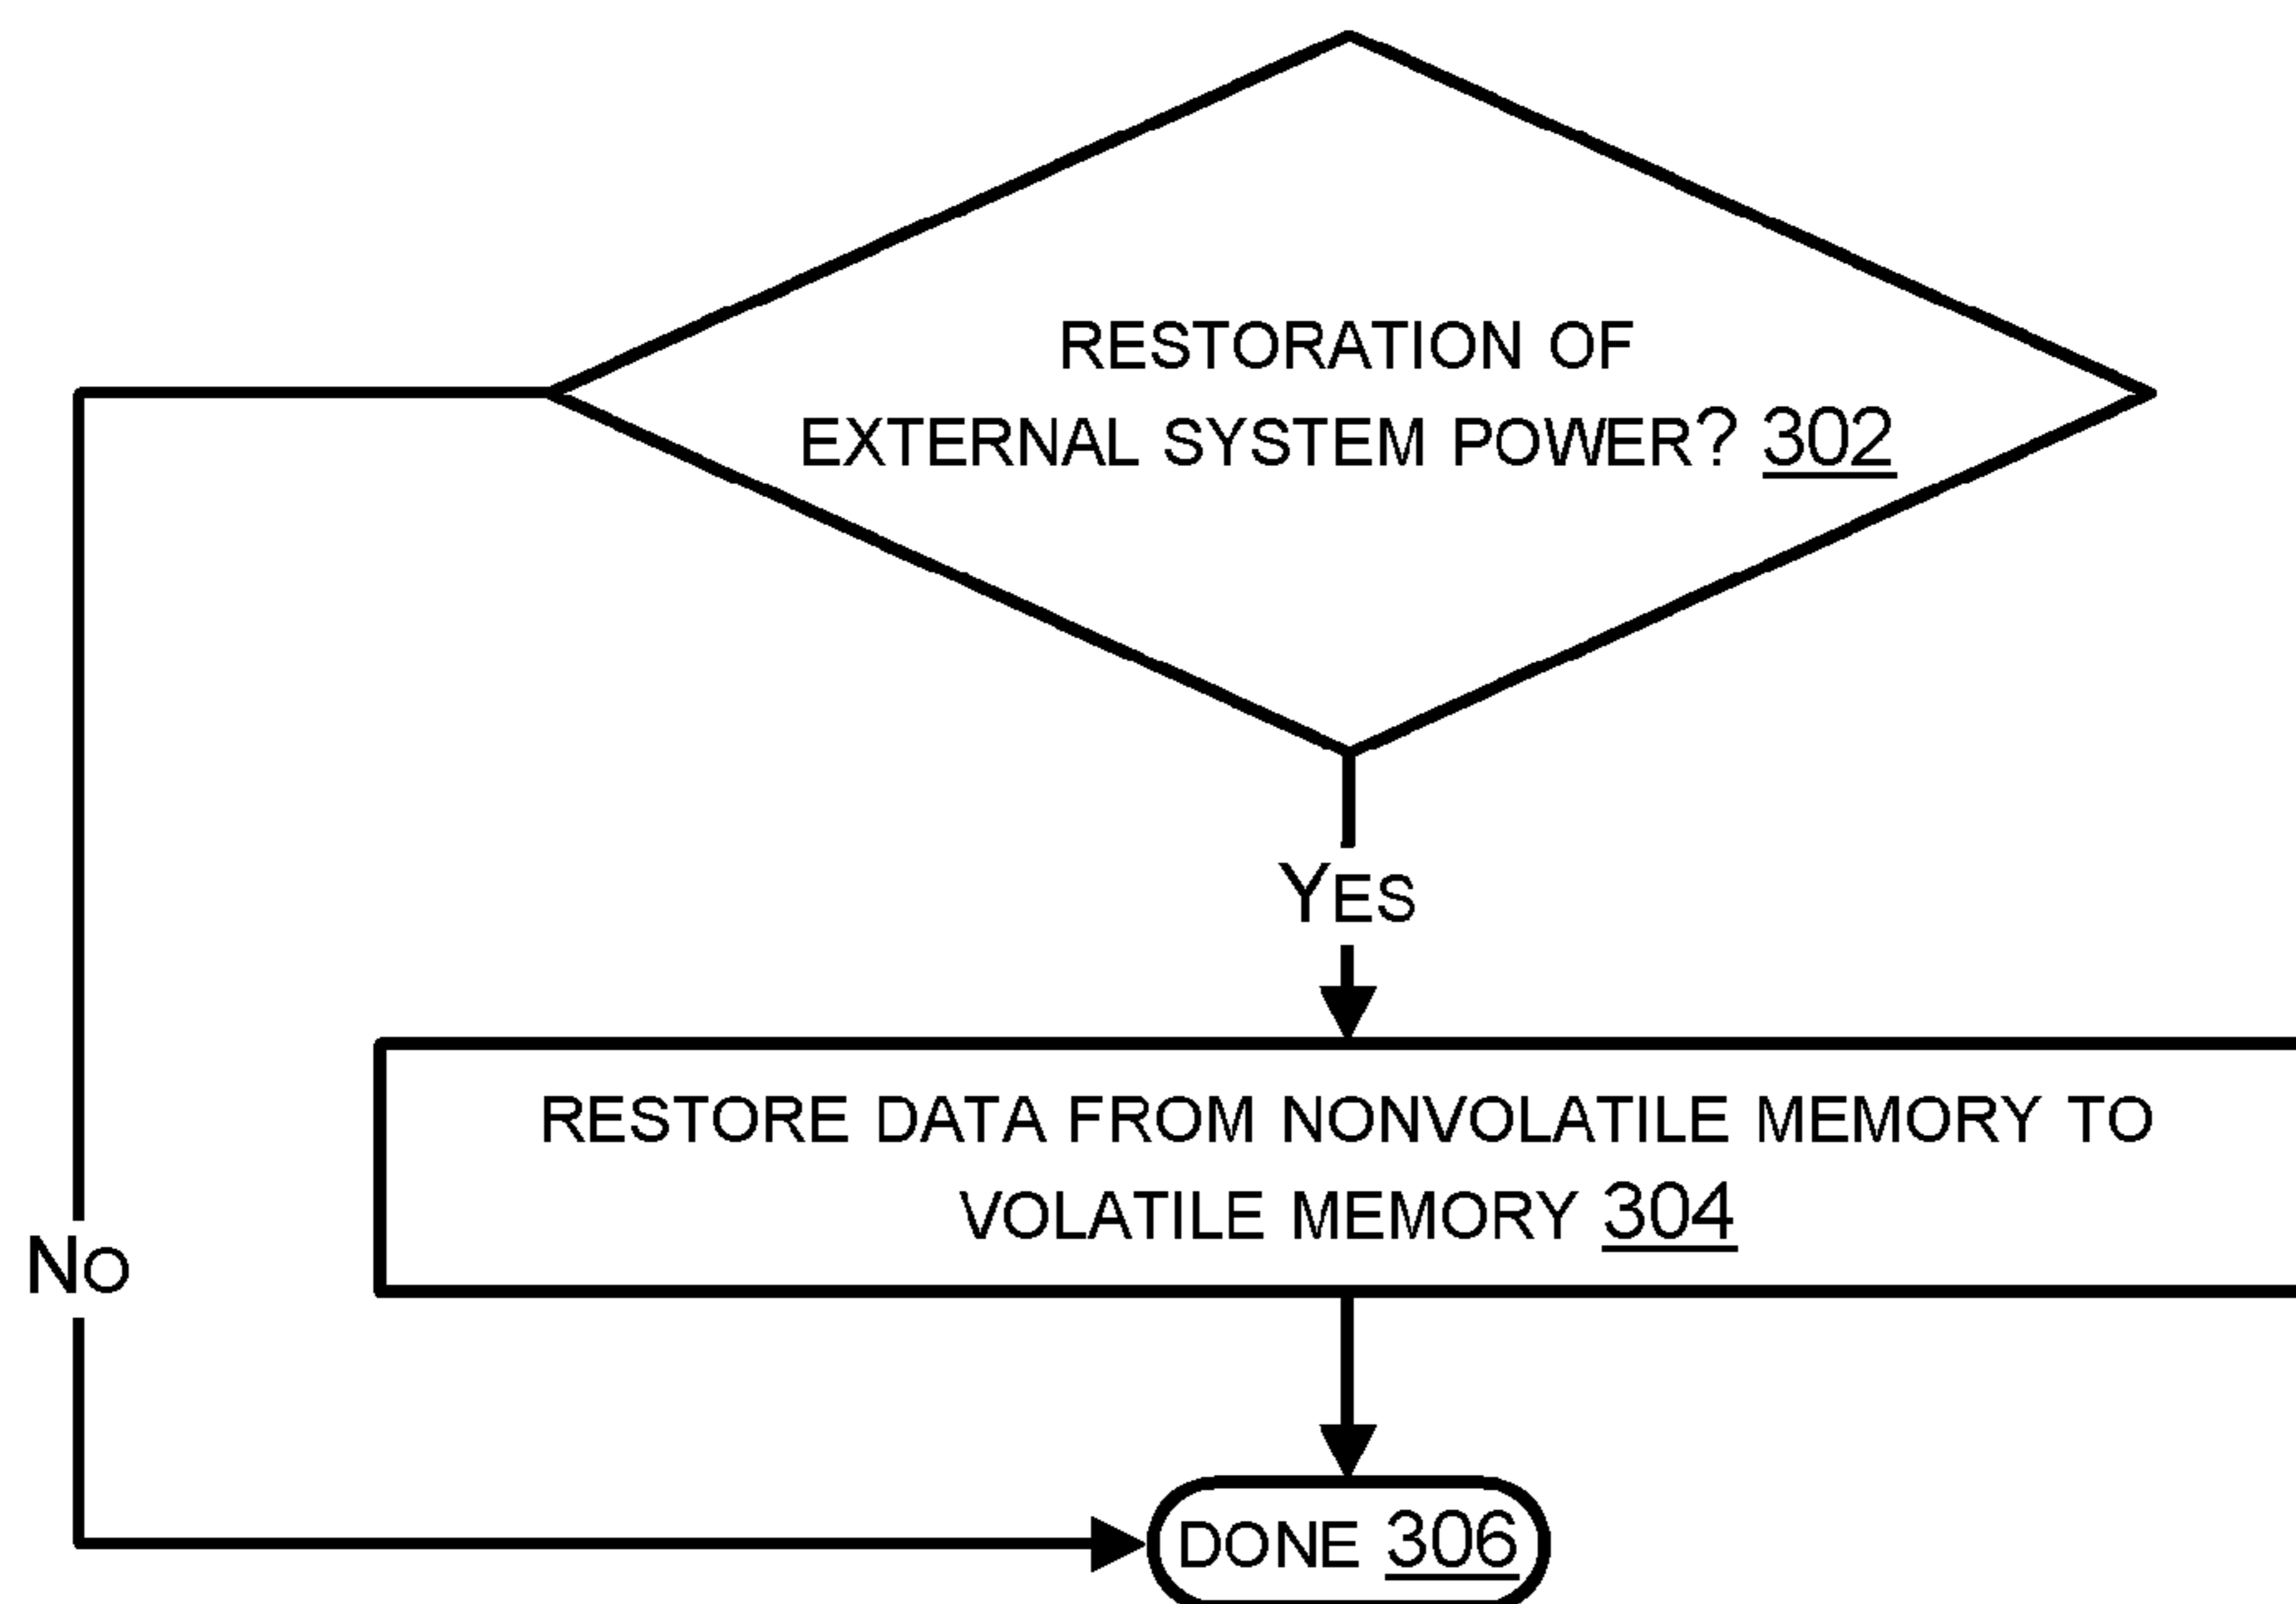 RESTORATION OF
EXTERNAL SYSTEM POWER? 302
YES
RESTORE DATA FROM NONVOLATILE MEMORY TO
VOLATILE MEMORY 304
NO
DONE 306